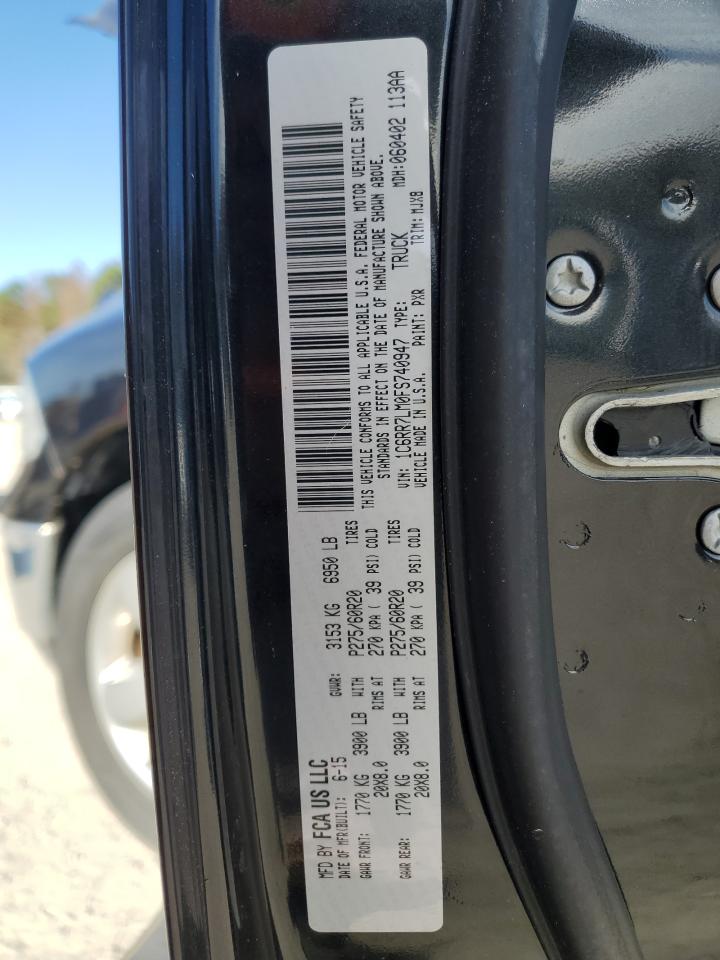 MFD BY FCA US LLC
DATE OF MFR(BUILT): 6-15 GVWR: 3153 KG 6950 LB
GAWR FRONT: 1770 KG 3900 LB WITH P275/60R20 TIRES
20X8.0 RIMS AT 270 KPA ( 39 PSI) COLD
GAWR REAR: 1770 KG 3900 LB WITH P275/60R20 TIRES
20X8.0 RIMS AT 270 KPA ( 39 PSI) COLD
THIS VEHICLE CONFORMS TO ALL APPLICABLE U.S.A. FEDERAL MOTOR VEHICLE SAFETY
STANDARDS IN EFFECT ON THE DATE OF MANUFACTURE SHOWN ABOVE.
VIN: 1C6RR7LM0FS740947 TYPE: TRUCK MDH:060402 113AA
VEHICLE MADE IN U.S.A. PAINT: PXR TRIM: MJX8